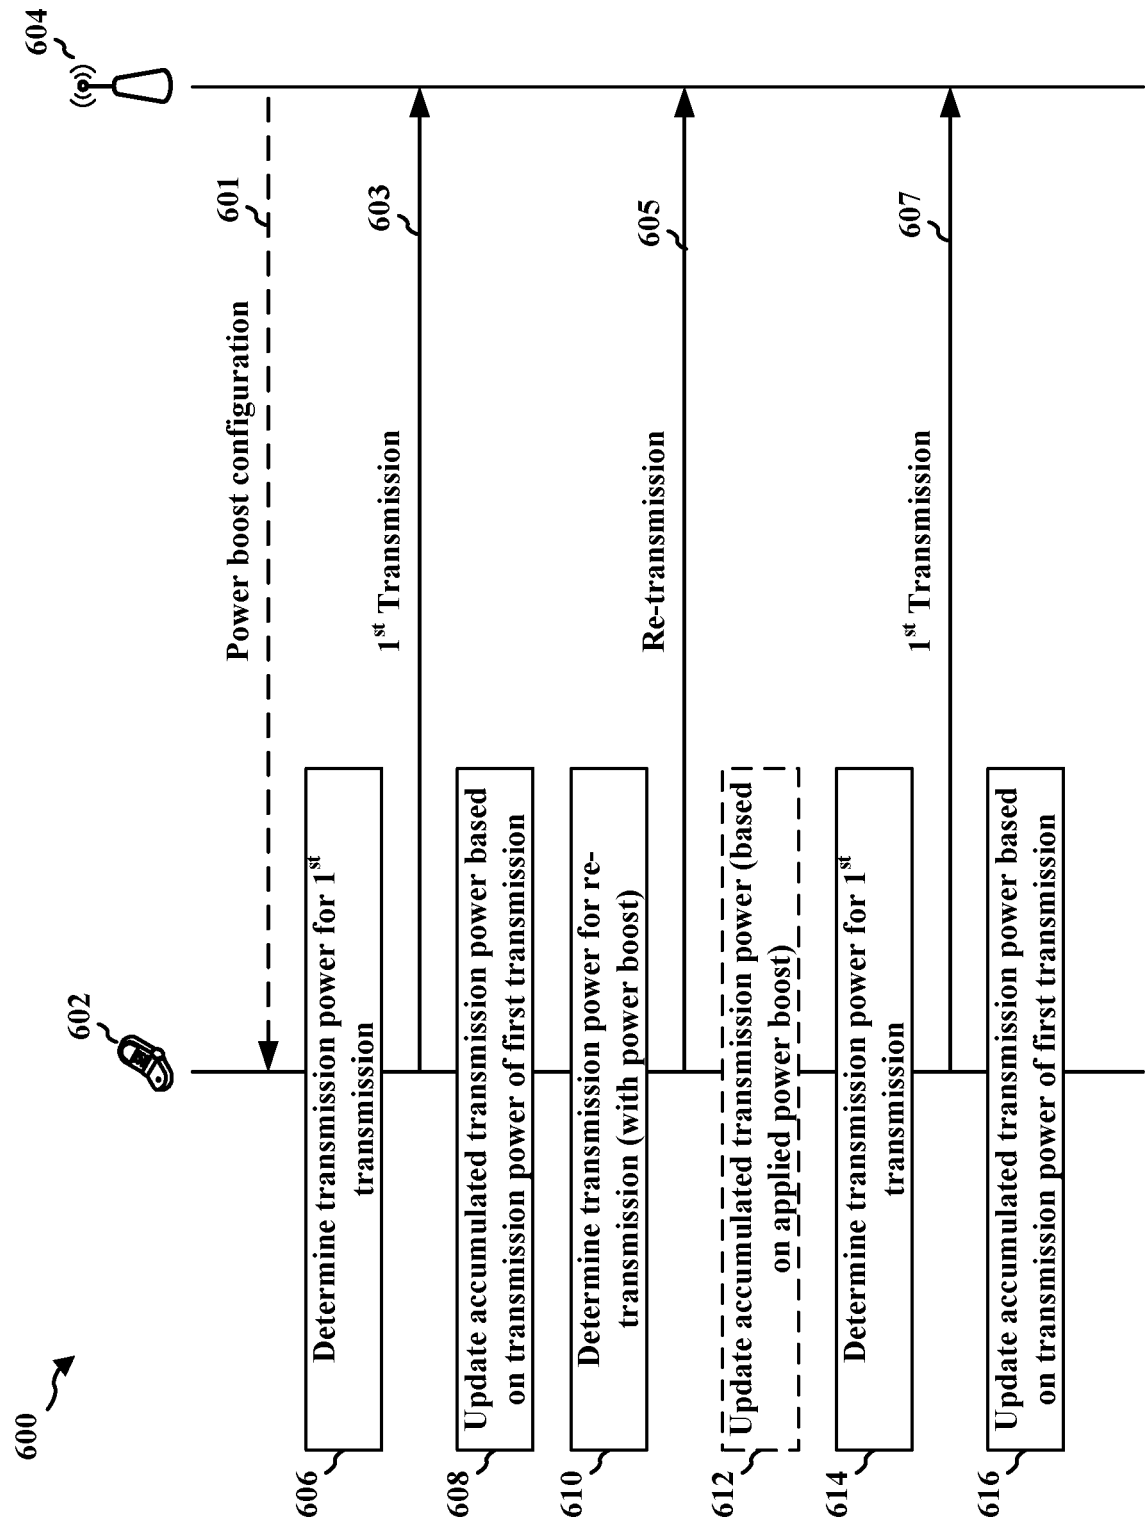 600
602
604
Power boost configuration
601
606
Determine transmission power for 1st
transmission
1st Transmission
603
608
Update accumulated transmission power based
on transmission power of first transmission
610
Determine transmission power for re-
transmission (with power boost)
Re-transmission
605
612
Update accumulated transmission power (based
on applied power boost)
614
Determine transmission power for 1st
transmission
1st Transmission
607
616
Update accumulated transmission power based
on transmission power of first transmission